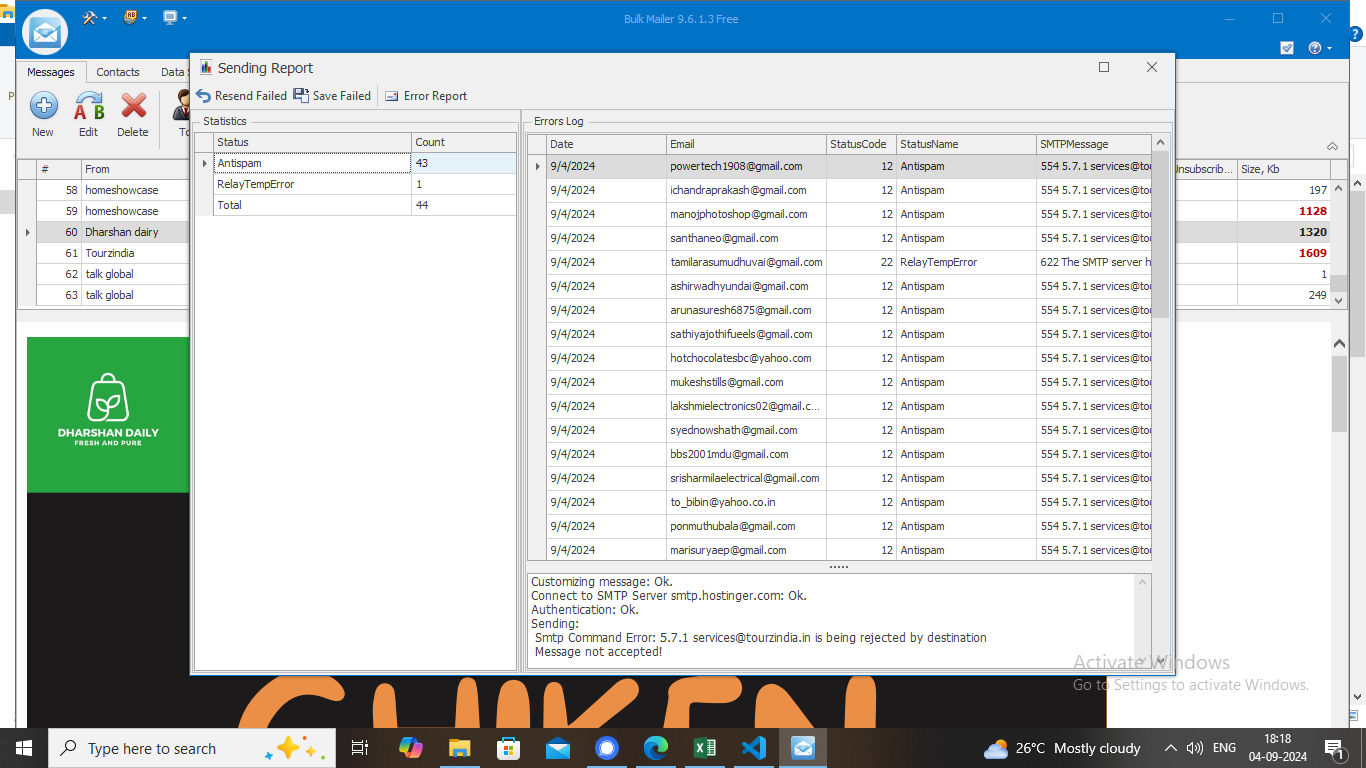 Bulk Mailer 9.6.1.3 Free
Messages Contacts Data
New Edit Delete
# From
58 homeshowcase
59 homeshowcase
60 Dharshan dairy
61 Tourzindia
62 talk global
63 talk global
Size, Kb
197
1128
1320
1609
1
249
Sending Report
Resend Failed Save Failed Error Report
Statistics
Status Count
Antispam 43
RelayTempError 1
Total 44
Errors Log
Date Email StatusCode StatusName SMTPMessage
9/4/2024 powertech1908@gmail.com 12 Antispam 554 5.7.1 services@tou
9/4/2024 ichandraprakash@gmail.com 12 Antispam 554 5.7.1 services@tou
9/4/2024 manojphotoshop@gmail.com 12 Antispam 554 5.7.1 services@tou
9/4/2024 santhaneo@gmail.com 12 Antispam 554 5.7.1 services@tou
9/4/2024 tamilarasumudhuvai@gmail.com 22 RelayTempError 622 The SMTP server h
9/4/2024 ashirwadhyundai@gmail.com 12 Antispam 554 5.7.1 services@tou
9/4/2024 arunasuresh6875@gmail.com 12 Antispam 554 5.7.1 services@tou
9/4/2024 sathiyajothifueels@gmail.com 12 Antispam 554 5.7.1 services@tou
9/4/2024 hotchocolatesbc@yahoo.com 12 Antispam 554 5.7.1 services@tou
9/4/2024 mukeshstills@gmail.com 12 Antispam 554 5.7.1 services@tou
9/4/2024 lakshmielectronics02@gmail.c... 12 Antispam 554 5.7.1 services@tou
9/4/2024 syednowshath@gmail.com 12 Antispam 554 5.7.1 services@tou
9/4/2024 bbs2001mdu@gmail.com 12 Antispam 554 5.7.1 services@tou
9/4/2024 srisharmilaelectrical@gmail.com 12 Antispam 554 5.7.1 services@tou
9/4/2024 to_bibin@yahoo.co.in 12 Antispam 554 5.7.1 services@tou
9/4/2024 ponmuthubala@gmail.com 12 Antispam 554 5.7.1 services@tou
9/4/2024 marisuryaep@gmail.com 12 Antispam 554 5.7.1 services@tou
Customizing message: Ok.
Connect to SMTP Server smtp.hostinger.com: Ok.
Authentication: Ok.
Sending:
Smtp Command Error: 5.7.1 services@tourzindia.in is being rejected by destination
Message not accepted!
DHARSHAN DAILY
FRESH AND PURE
Activate Windows
Go to Settings to activate Windows.
Type here to search
26°C Mostly cloudy
ENG
18:18
04-09-2024
1